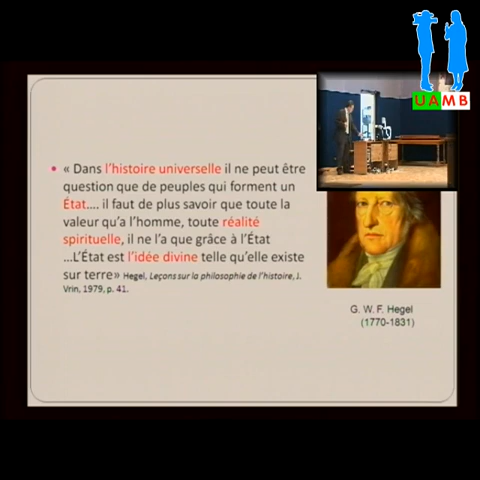 UAMB
« Dans l'histoire universelle il ne peut être
question que de peuples qui forment un
État…. il faut de plus savoir que toute la
valeur qu'a l'homme, toute réalité
spirituelle, il ne l'a que grâce à l'État
…L'État est l'idée divine telle qu'elle existe
sur terre» Hegel, Leçons sur la philosophie de l'histoire, J.
Vrin, 1979, p. 41.
G. W. F. Hegel
(1770-1831)